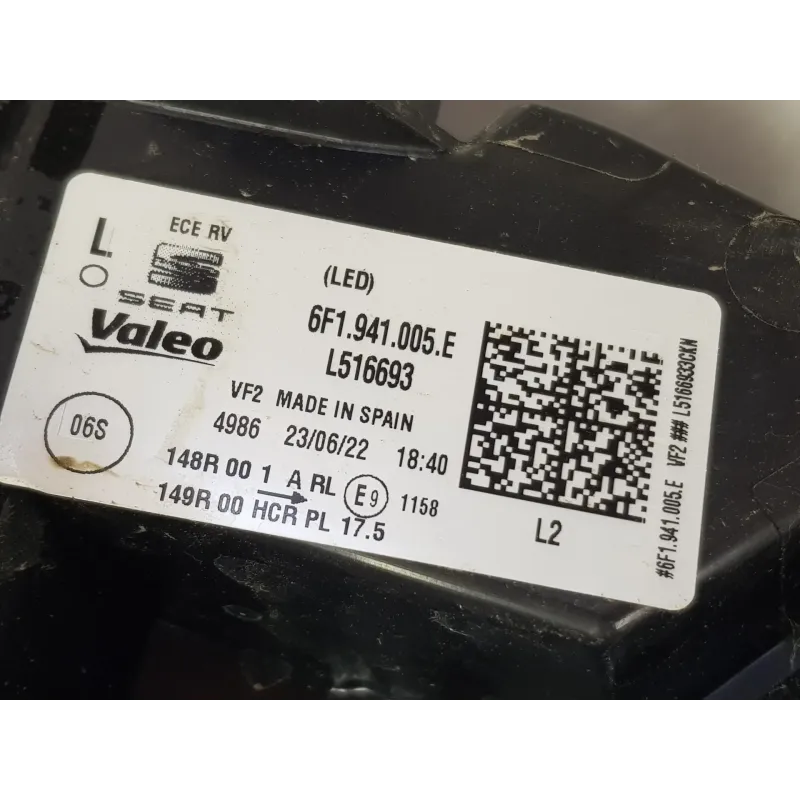 L
ECE RV
SEAT
Valeo
(LED)
6F1.941.005.E
L516693
VF2 MADE IN SPAIN
4986 23/06/22 18:40
06S
148R 00 1 A RL
149R 00 HCR PL 17.5
E9 1158
L2
#6F1.941.005.E VF2 ### L5166933CKN